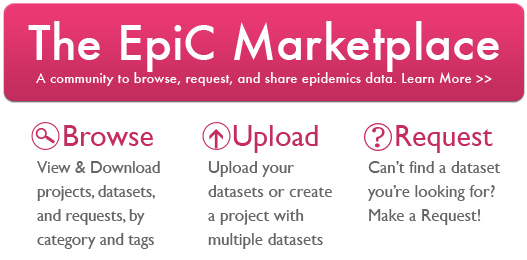 The EpiC Marketplace
A community to browse, request, and share epidemics data. Learn More >>
Browse
View & Download
projects, datasets,
and requests, by
category and tags
Upload
Upload your
datasets or create
a project with
multiple datasets
Request
Can't find a dataset
you're looking for?
Make a Request!